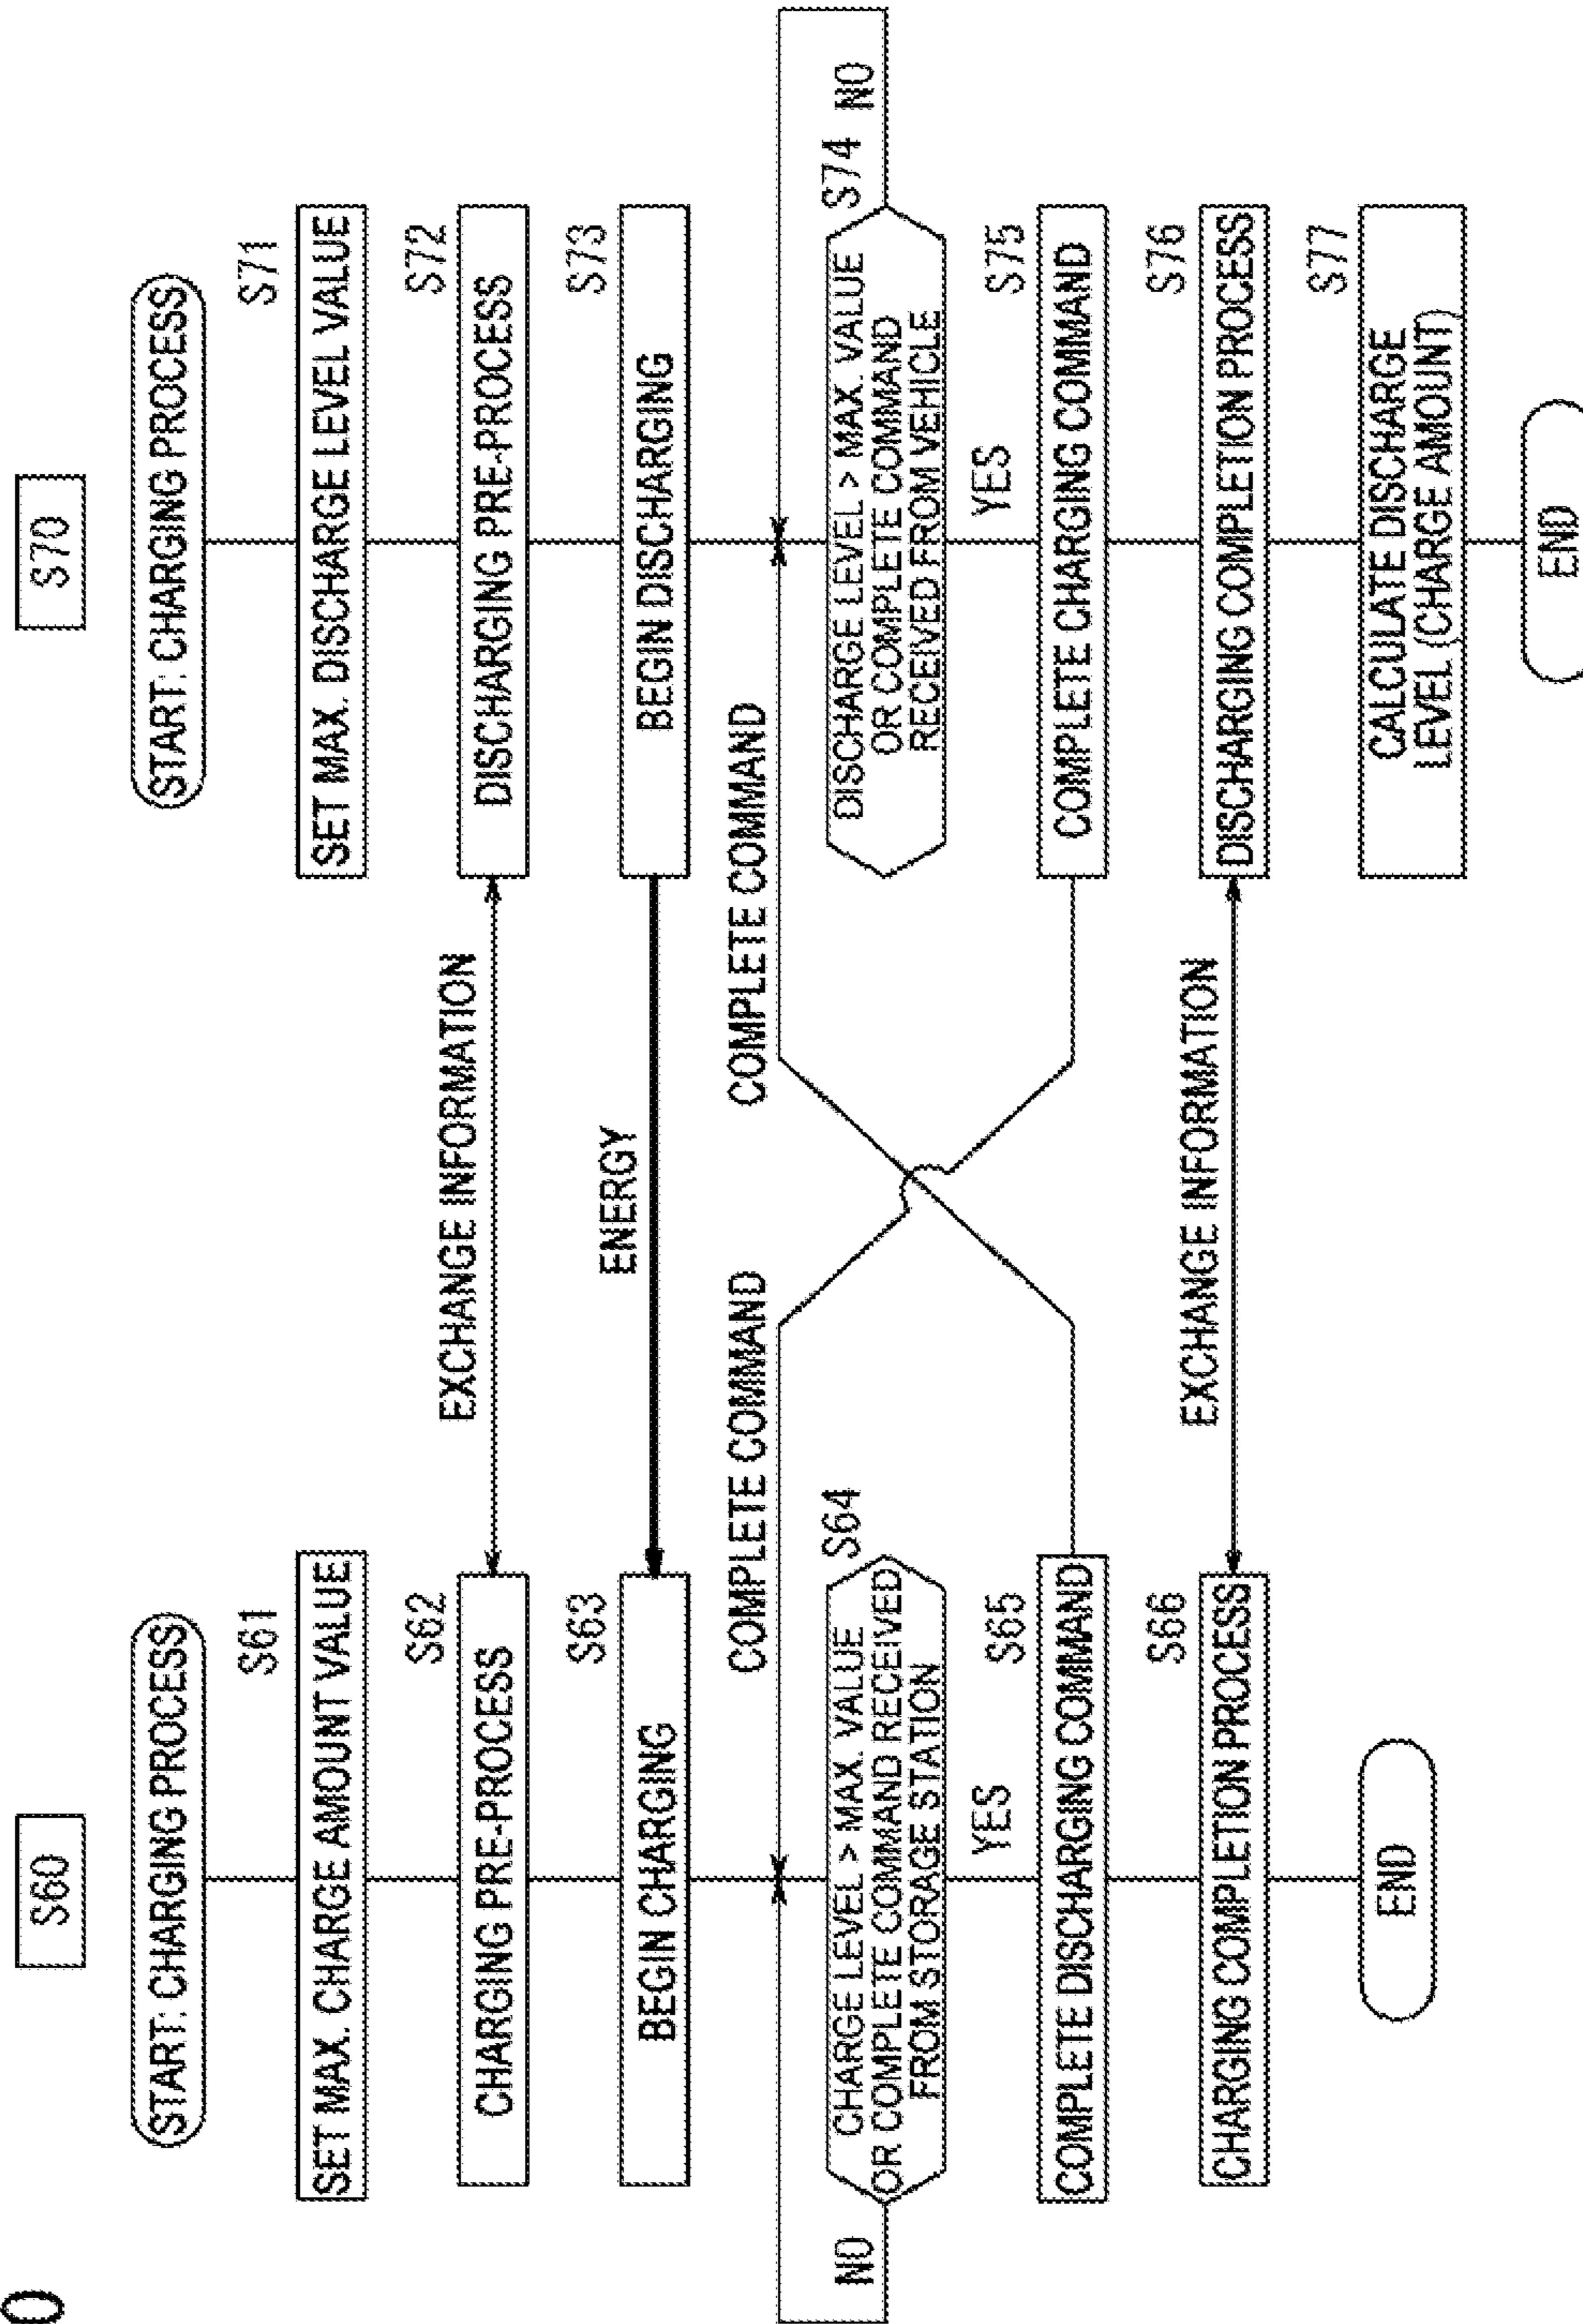 0
S60
START: CHARGING PROCESS
S61
SET MAX. CHARGE AMOUNT VALUE
S62
CHARGING PRE-PROCESS
S63
BEGIN CHARGING
CHARGE LEVEL > MAX. VALUE
OR COMPLETE COMMAND RECEIVED
FROM STORAGE STATION
S64
NO
YES
S65
COMPLETE DISCHARGING COMMAND
S66
CHARGING COMPLETION PROCESS
END
EXCHANGE INFORMATION
ENERGY
COMPLETE COMMAND
COMPLETE COMMAND
EXCHANGE INFORMATION
S70
START: CHARGING PROCESS
S71
SET MAX. DISCHARGE LEVEL VALUE
S72
DISCHARGING PRE-PROCESS
S73
BEGIN DISCHARGING
DISCHARGE LEVEL > MAX. VALUE
OR COMPLETE COMMAND
RECEIVED FROM VEHICLE
S74
NO
YES
S75
COMPLETE CHARGING COMMAND
S76
DISCHARGING COMPLETION PROCESS
S77
CALCULATE DISCHARGE
LEVEL (CHARGE AMOUNT)
END